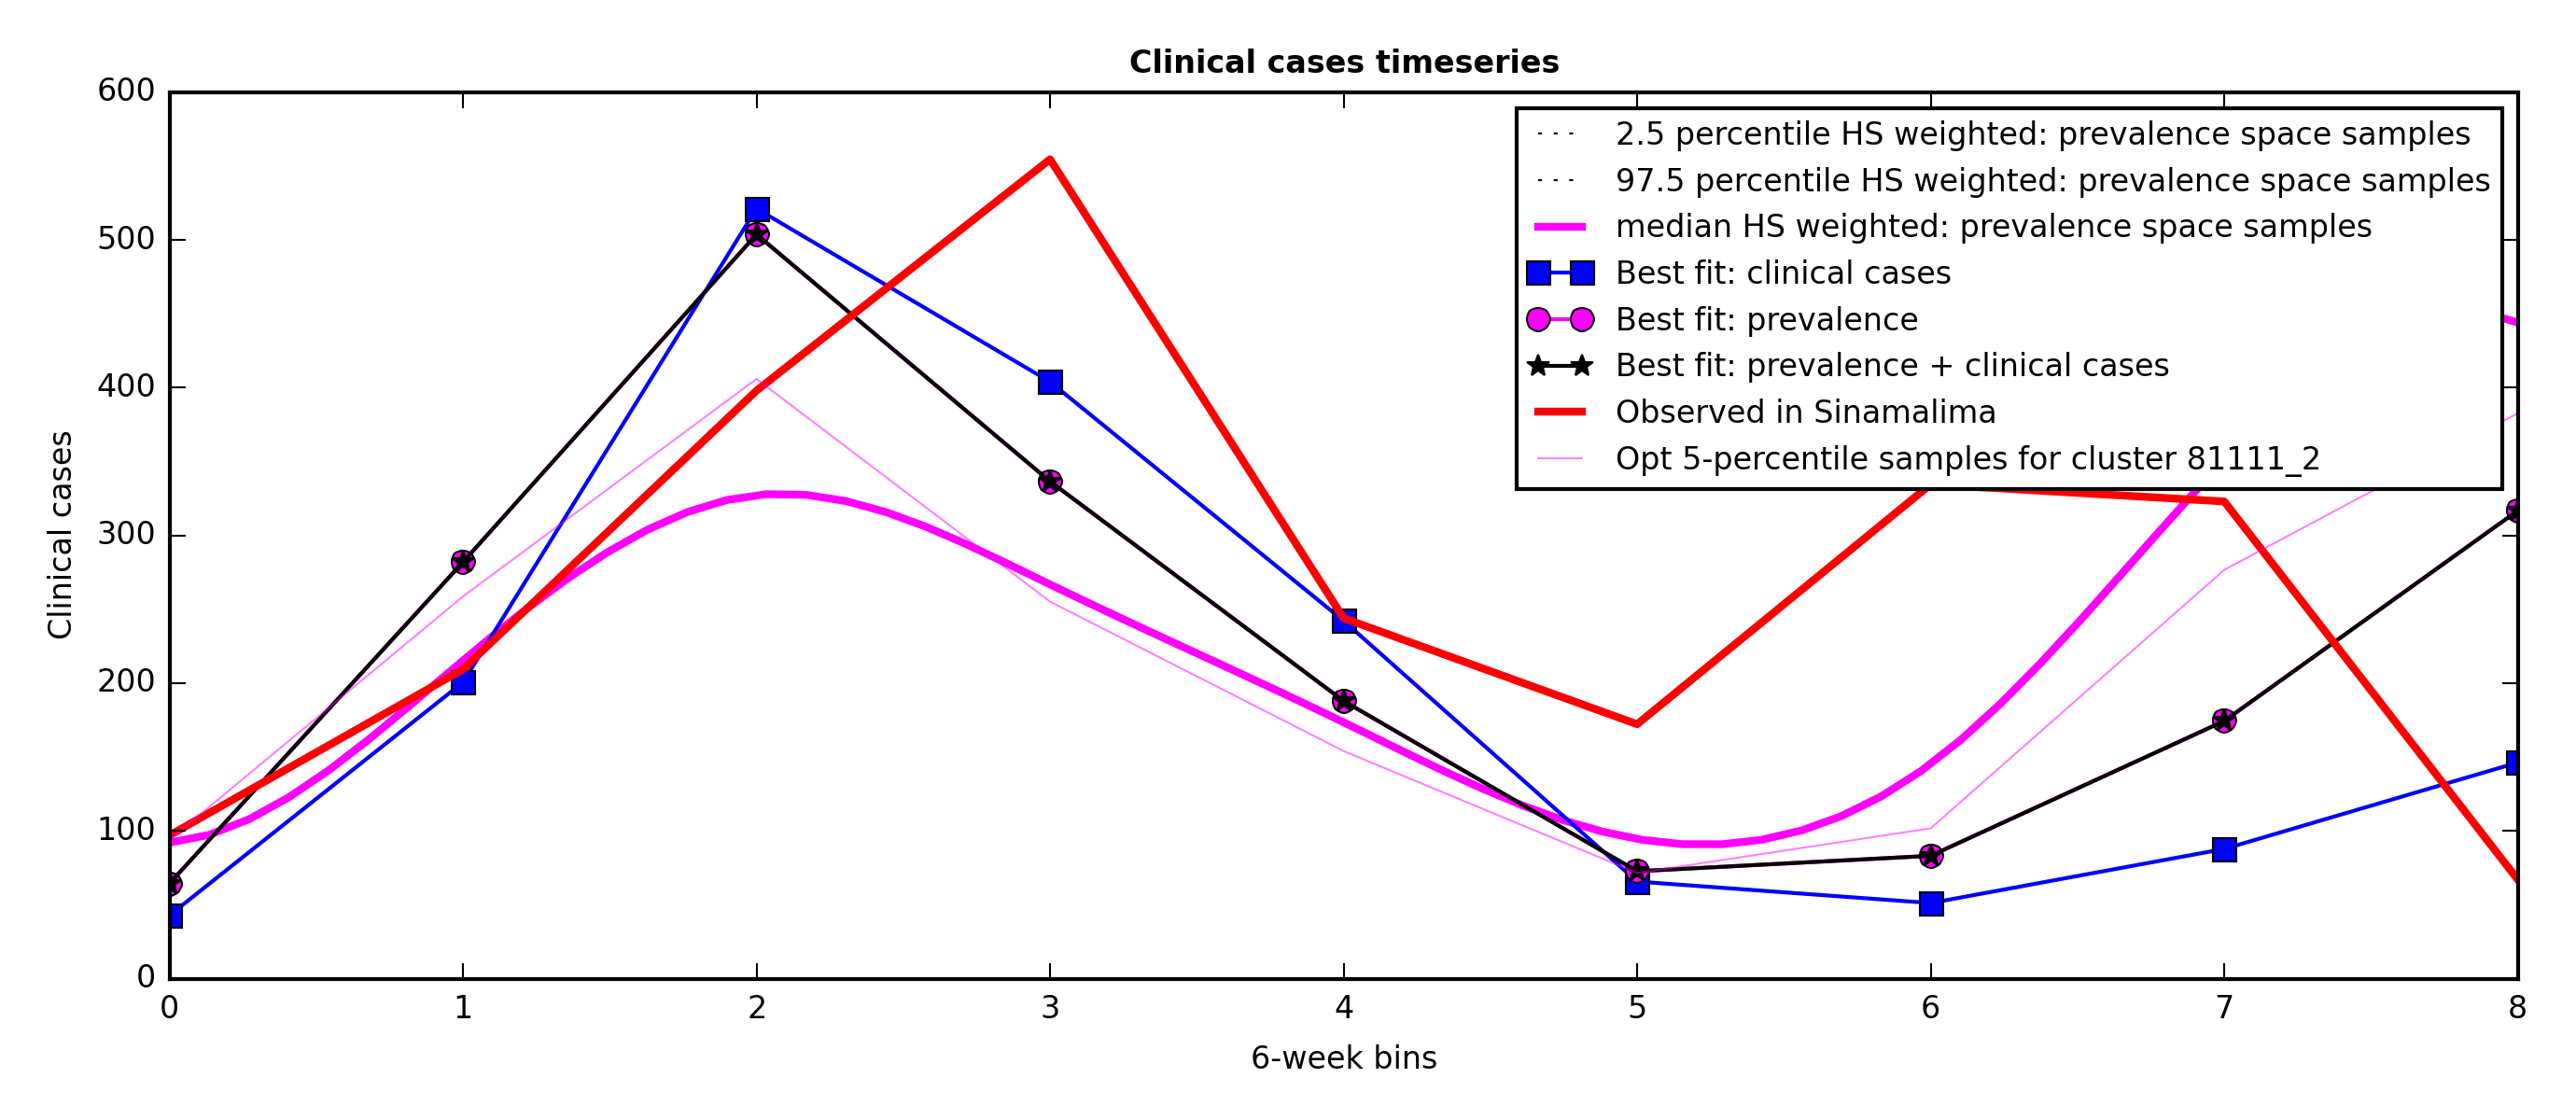 Clinical cases timeseries
600
500
400
300
200
100
0
Clinical cases
2.5 percentile HS weighted: prevalence space samples
97.5 percentile HS weighted: prevalence space samples
median HS weighted: prevalence space samples
Best fit: clinical cases
Best fit: prevalence
Best fit: prevalence + clinical cases
Observed in Sinamalima
Opt 5-percentile samples for cluster 81111_2
0 1 2 3 4 5 6 7 8
6-week bins